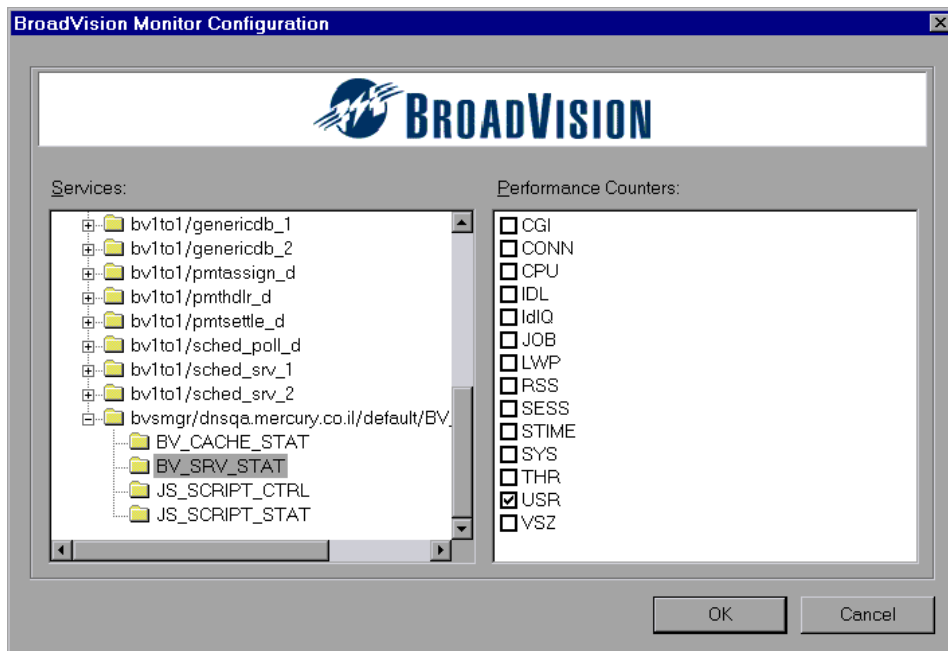 BroadVision Monitor Configuration
BROADVISION
Services:
bv1to1/genericdb_1
bv1to1/genericdb_2
bv1to1/pmtassign_d
bv1to1/pmthdlr_d
bv1to1/pmtsettle_d
bv1to1/sched_poll_d
bv1to1/sched_srv_1
bv1to1/sched_srv_2
bvsmgr/dnsqa.mercury.co.il/default/BV_
BV_CACHE_STAT
BV_SRV_STAT
JS_SCRIPT_CTRL
JS_SCRIPT_STAT
Performance Counters:
CGI
CONN
CPU
IDL
IdlQ
JOB
LWP
RSS
SESS
STIME
SYS
THR
USR
VSZ
OK
Cancel